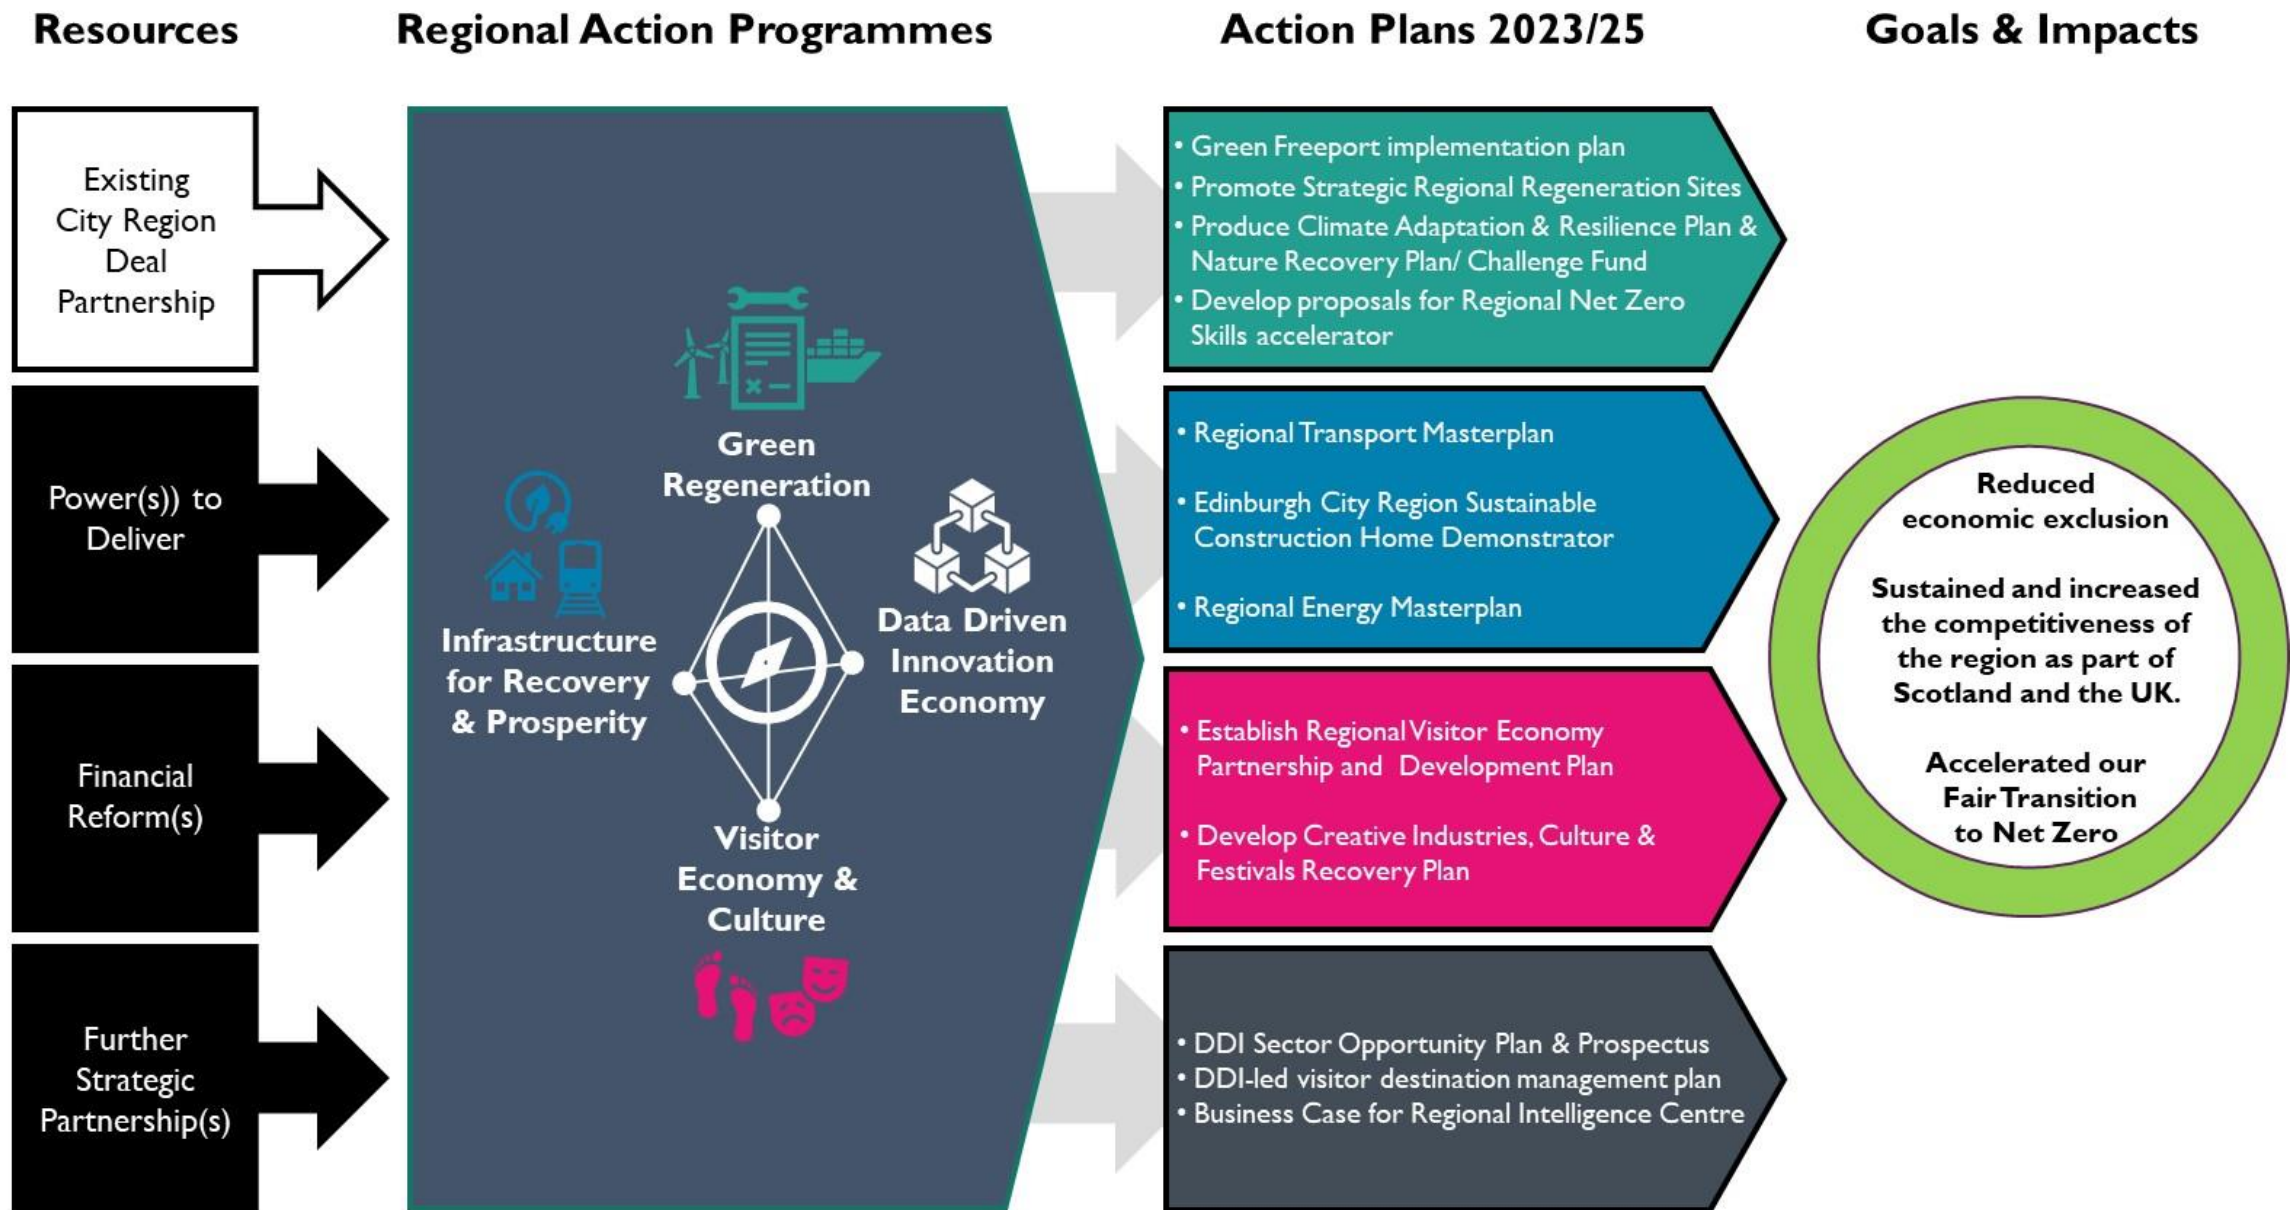 Resources
Regional Action Programmes
Action Plans 2023/25
Goals & Impacts
Existing
City Region
Deal
Partnership
Power(s)) to
Deliver
Financial
Reform(s)
Further
Strategic
Partnership(s)
Green
Regeneration
Infrastructure
for Recovery
& Prosperity
Data Driven
Innovation
Economy
Visitor
Economy &
Culture
• Green Freeport implementation plan
• Promote Strategic Regional Regeneration Sites
• Produce Climate Adaptation & Resilience Plan &
Nature Recovery Plan/ Challenge Fund
• Develop proposals for Regional Net Zero
Skills accelerator
• Regional Transport Masterplan
• Edinburgh City Region Sustainable
Construction Home Demonstrator
• Regional Energy Masterplan
• Establish Regional Visitor Economy
Partnership and Development Plan
• Develop Creative Industries, Culture &
Festivals Recovery Plan
• DDI Sector Opportunity Plan & Prospectus
• DDI-led visitor destination management plan
• Business Case for Regional Intelligence Centre
Reduced
economic exclusion
Sustained and increased
the competitiveness of
the region as part of
Scotland and the UK.
Accelerated our
Fair Transition
to Net Zero